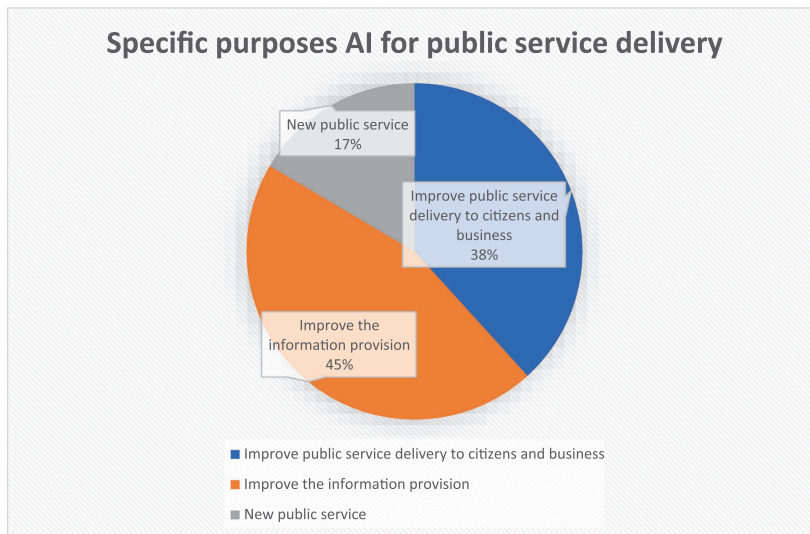 Specific purposes AI for public service delivery
New public service
17%
Improve public service
delivery to citizens and
business
38%
Improve the
information provision
45%
Improve public service delivery to citizens and business
Improve the information provision
New public service